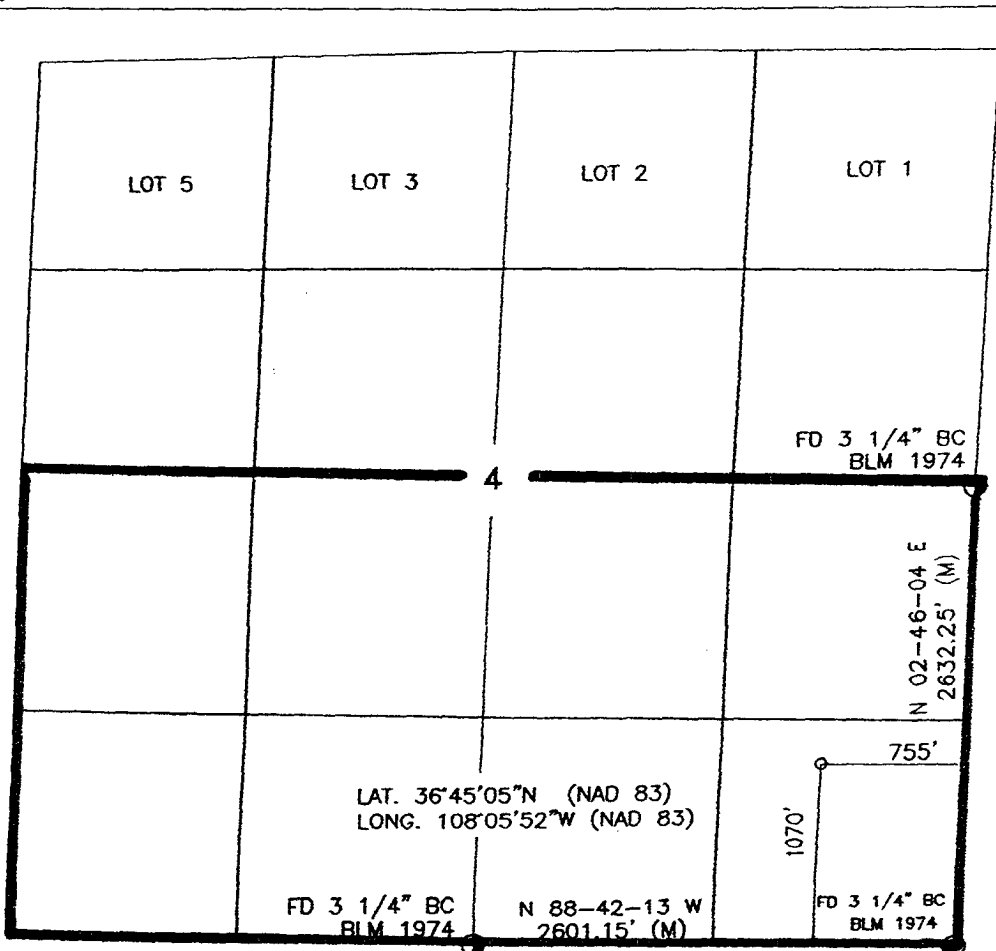 LOT 5
LOT 3
LOT 2
LOT 1
FD 3 1/4" BC
BLM 1974
4
N 02-46-04 E
2632.25' (M)
755'
LAT. 36°45'05"N (NAD 83)
LONG. 108°05'52"W (NAD 83)
1070'
FD 3 1/4" BC
BLM 1974
N 88-42-13 W
2601.15' (M)
FD 3 1/4" BC
BLM 1974